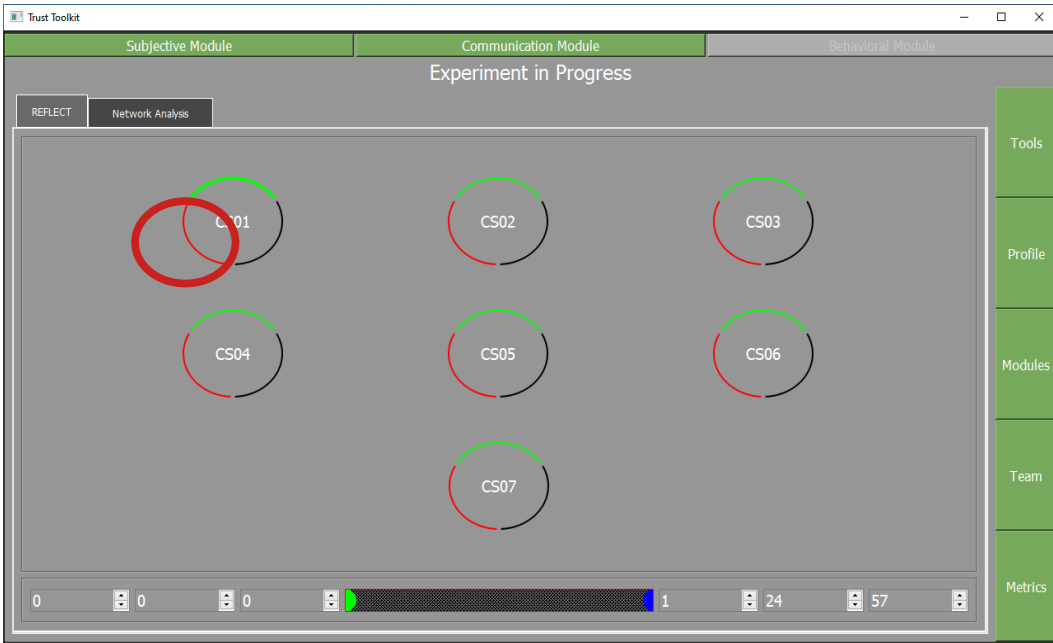 Trust Toolkit
Subjective Module Communication Module Behavioral Module
Experiment in Progress
REFLECT Network Analysis
Tools
CS01 CS02 CS03
Profile
CS04 CS05 CS06
Modules
CS07
Team
Metrics
0 0 0 1 24 57